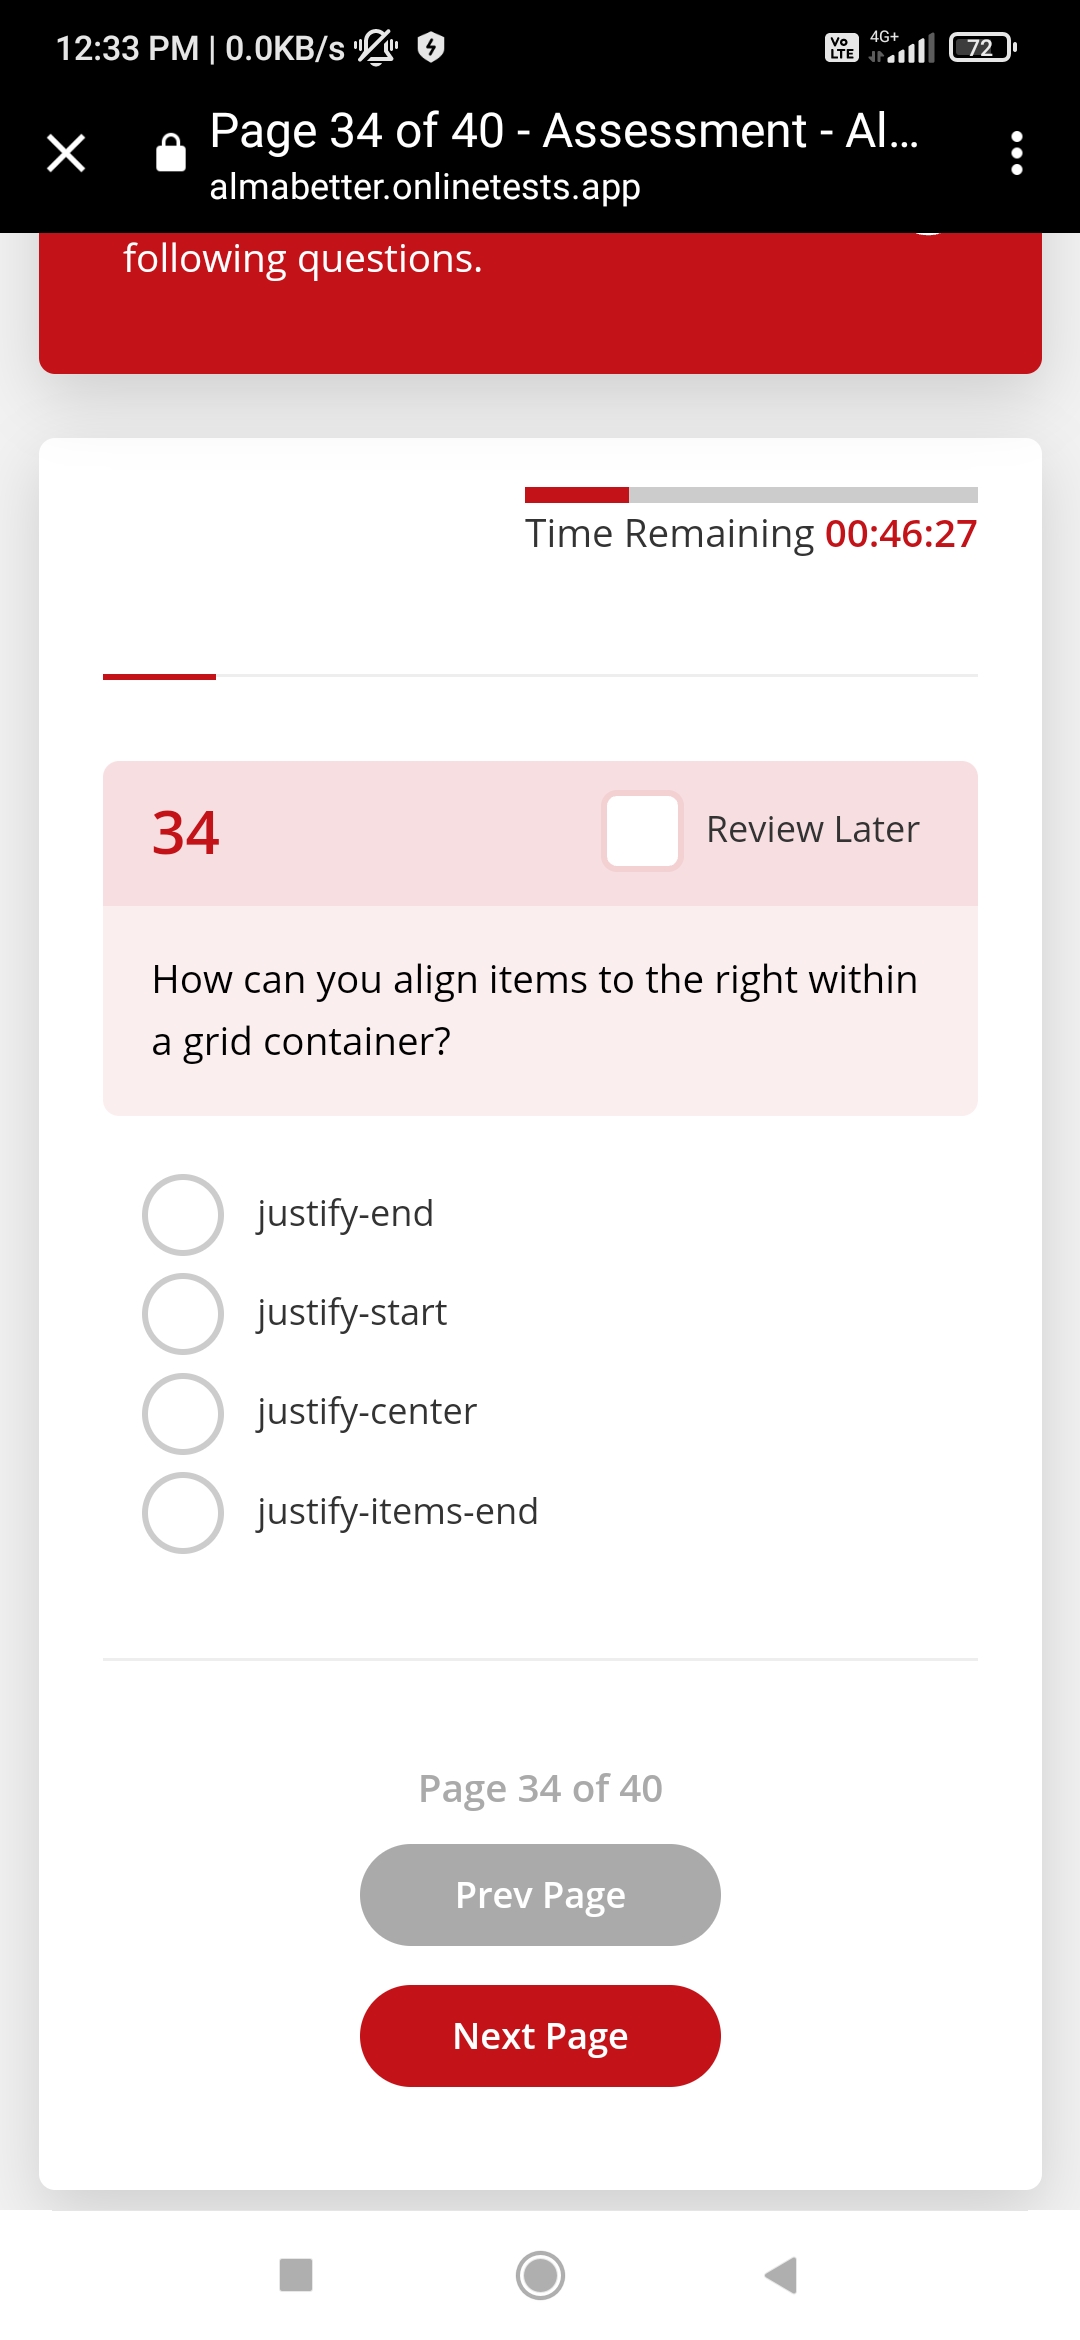 12:33 PM | 0.0KB/s
Vo LTE 4G+ 72
Page 34 of 40 - Assessment - Al...
almabetter.onlinetests.app
following questions.
Time Remaining 00:46:27
34
Review Later
How can you align items to the right within
a grid container?
justify-end
justify-start
justify-center
justify-items-end
Page 34 of 40
Prev Page
Next Page